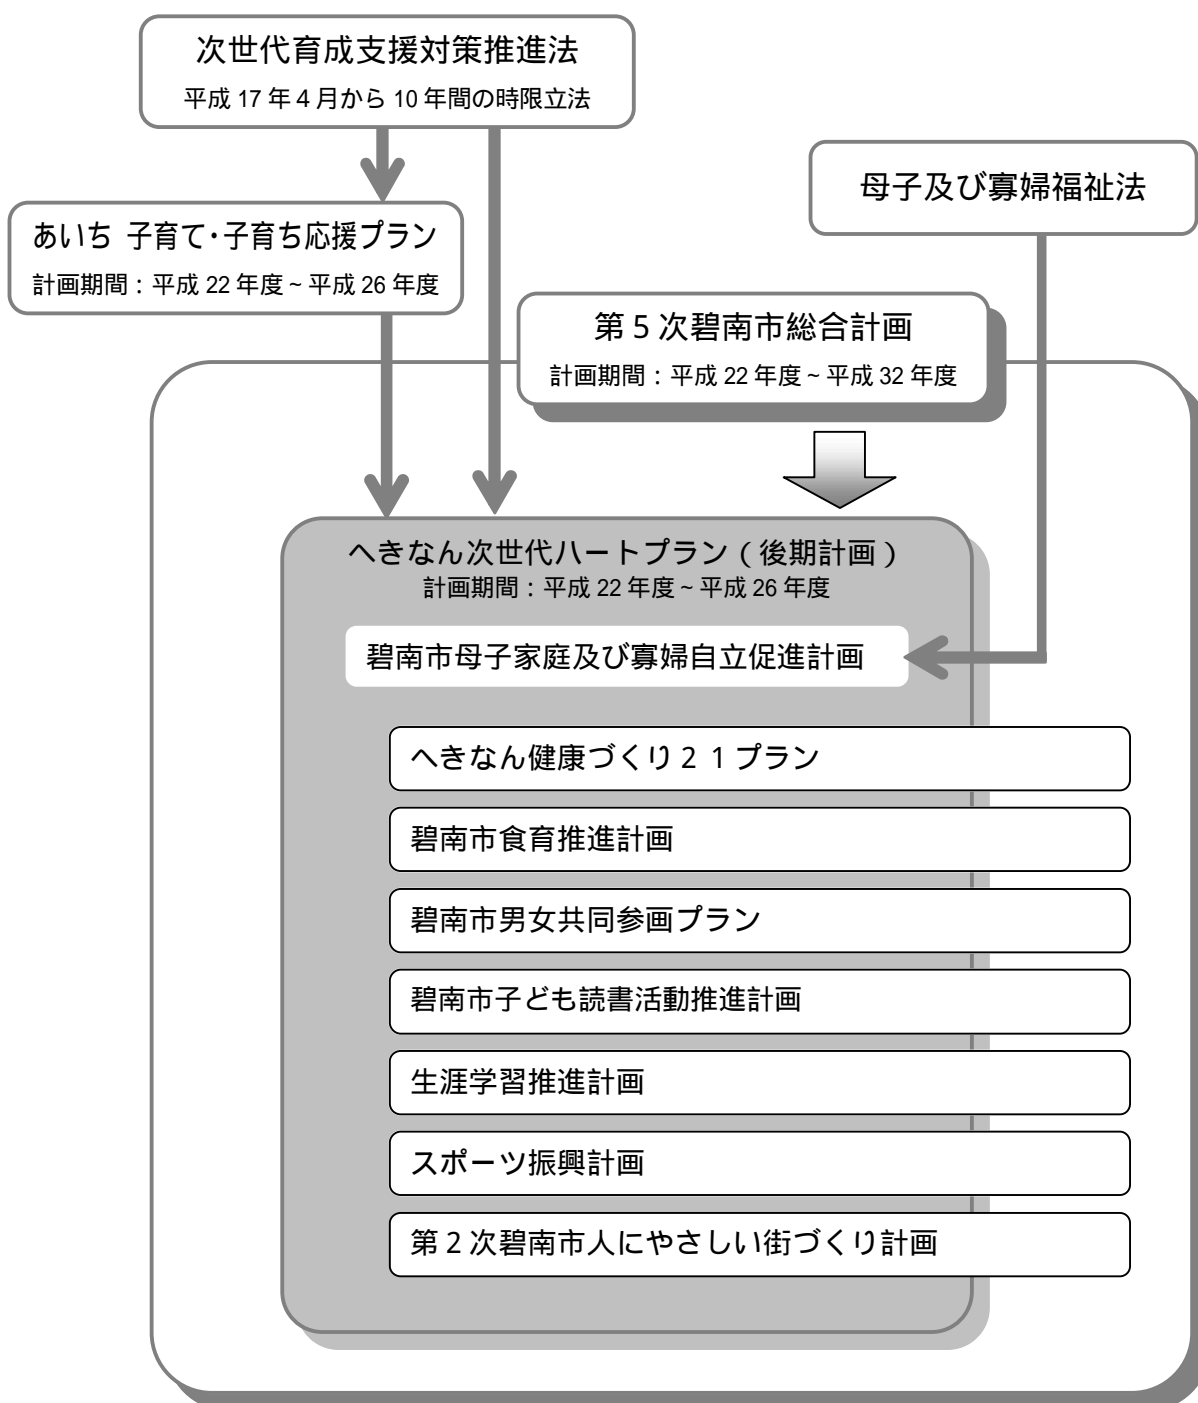 次世代育成支援対策推進法
平成 17 年４月から 10 年間の時限立法
母子及び寡婦福祉法
あいち 子育て・子育ち応援プラン
計画期間：平成 22 年度～平成 26 年度
第５次碧南市総合計画
計画期間：平成 22 年度～平成 32 年度
へきなん次世代ハートプラン（後期計画）
計画期間：平成 22 年度～平成 26 年度
碧南市母子家庭及び寡婦自立促進計画
へきなん健康づくり２１プラン
碧南市食育推進計画
碧南市男女共同参画プラン
碧南市子ども読書活動推進計画
生涯学習推進計画
スポーツ振興計画
第２次碧南市人にやさしい街づくり計画